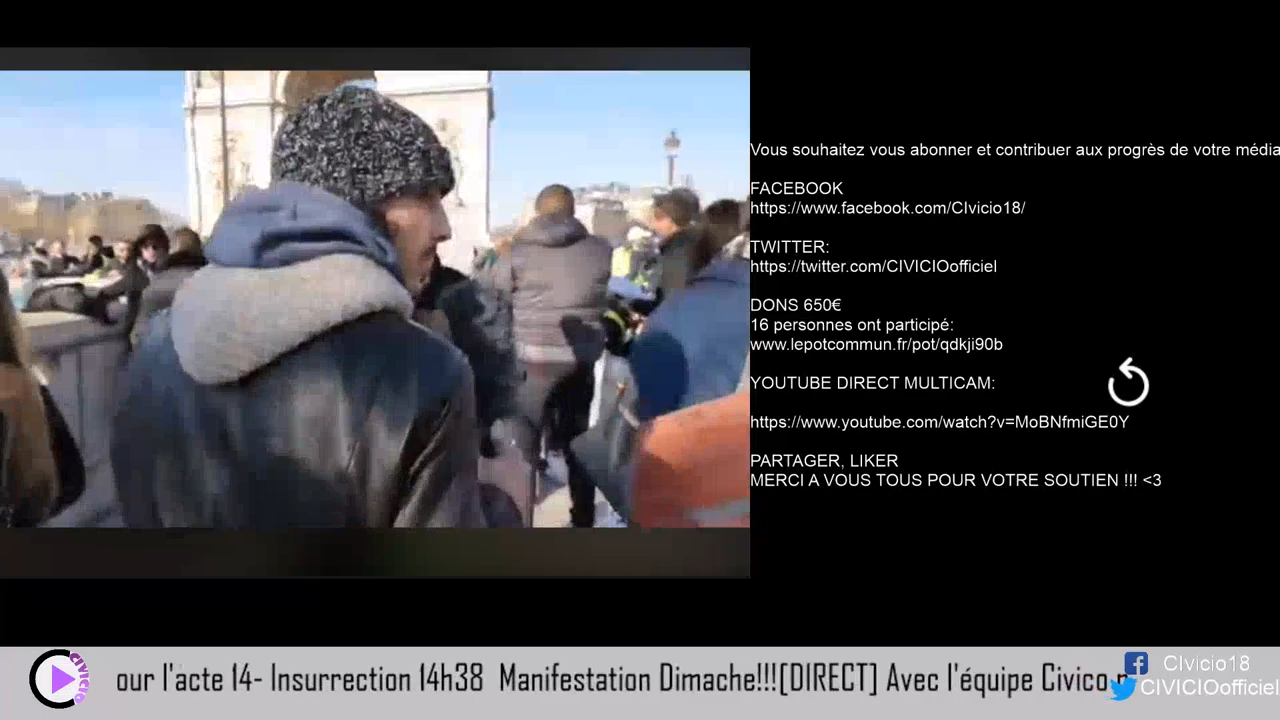 Vous souhaitez vous abonner et contribuer aux progrès de votre média
FACEBOOK
https://www.facebook.com/CIvicio18/
TWITTER:
https://twitter.com/CIVICIOofficiel
DONS 650€
16 personnes ont participé:
www.lepotcommun.fr/pot/qdkji90b
YOUTUBE DIRECT MULTICAM:
https://www.youtube.com/watch?v=MoBNfmiGE0Y
PARTAGER, LIKER
MERCI A VOUS TOUS POUR VOTRE SOUTIEN !!! <3
CIVICIO
our l'acte 14- Insurrection 14h38 Manifestation Dimache!!![DIRECT] Avec l'équipe Civico
CIvicio18
CIVICIOofficiel